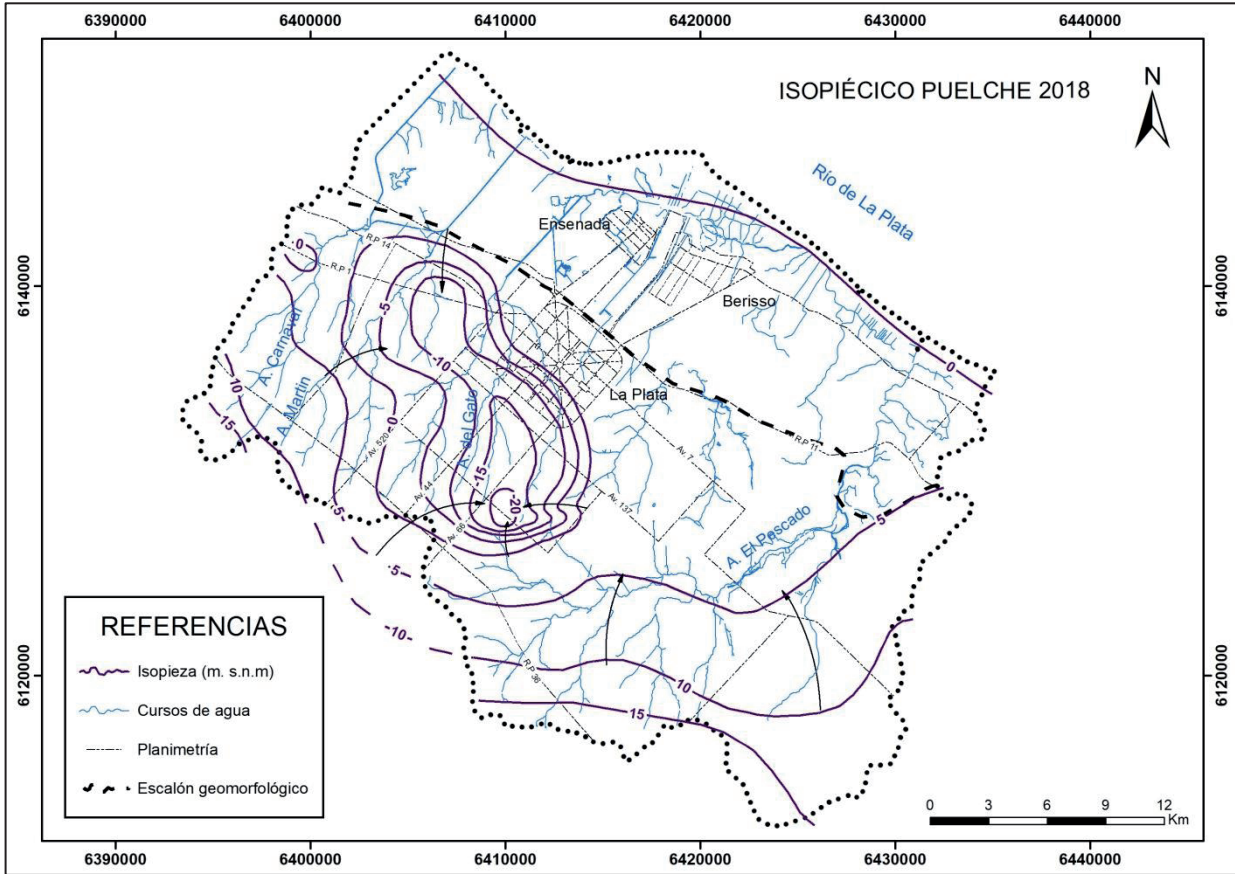 6390000 6400000 6410000 6420000 6430000 6440000
ISOPIÉCICO PUELCHE 2018
N
Río de La Plata
Ensenada
R.P 14
0
R.P 1
6140000
6140000
Berisso
-5
A. Carnaval
A. Martín
-10
La Plata
0
10
15
A. del Gato
Av. 520
0
Av. 7
R.P 11
Av. 44
-15
-20
5
Av. 137
Av. 66
5
A. El Pescado
5
10
R.P 36
10
15
6120000
6120000
REFERENCIAS
Isopieza (m. s.n.m)
Cursos de agua
Planimetría
Escalón geomorfológico
0 3 6 9 12
Km
6390000 6400000 6410000 6420000 6430000 6440000